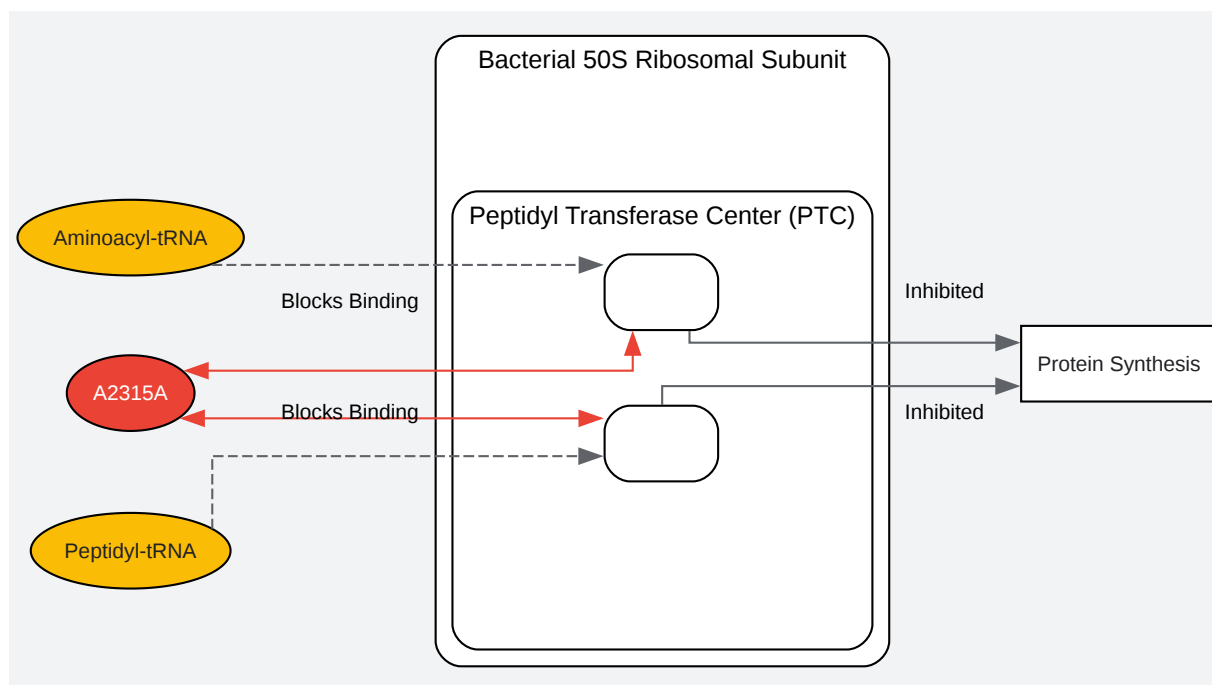 Bacterial 50S Ribosomal Subunit
Peptidyl Transferase Center (PTC)
Aminoacyl-tRNA
Blocks Binding
Inhibited
Protein Synthesis
A2315A
Blocks Binding
Inhibited
Peptidyl-tRNA